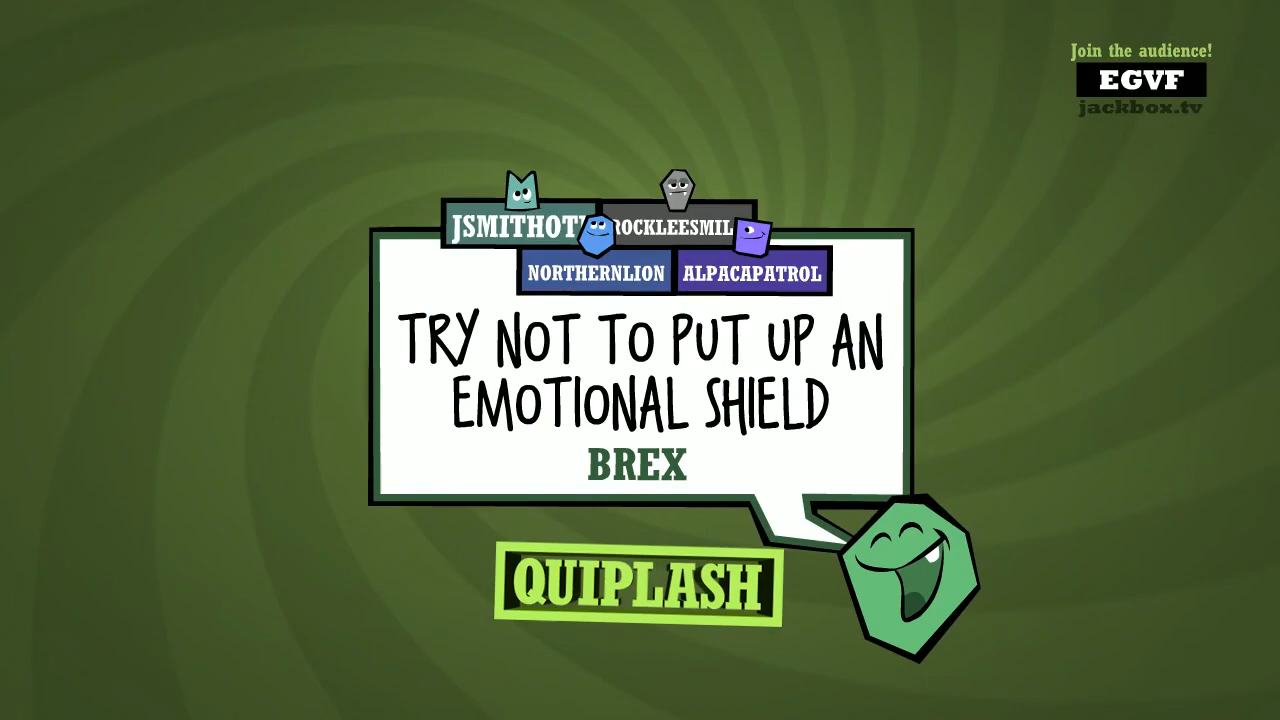 Join the audience!
EGVF
jackbox.tv
JSMITHOT
ROCKLEESMIL
NORTHERNLION
ALPACAPATROL
TRY NOT TO PUT UP AN
EMOTIONAL SHIELD
BREX
QUIPLASH